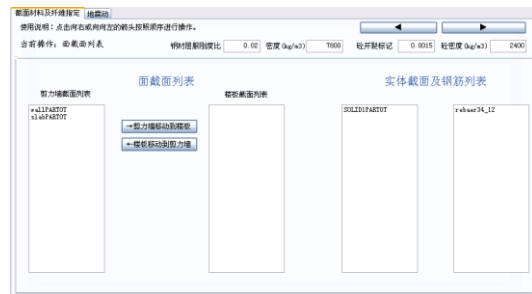 截面材料及纤维指定 地震动
使用说明：点击向右或向向左的箭头按照顺序进行操作。
当前操作：面截面列表 钢材屈服刚度比 0.02 密度(kg/m3) 7800 砼开裂标记 0.0015 砼密度(kg/m3) 2400
面截面列表 实体截面及钢筋列表
剪力墙截面列表 楼板截面列表
wallPARTOT SOLID1PARTOT rebaer34_12
slabPARTOT
→剪力墙移动到楼板
←楼板移动到剪力墙